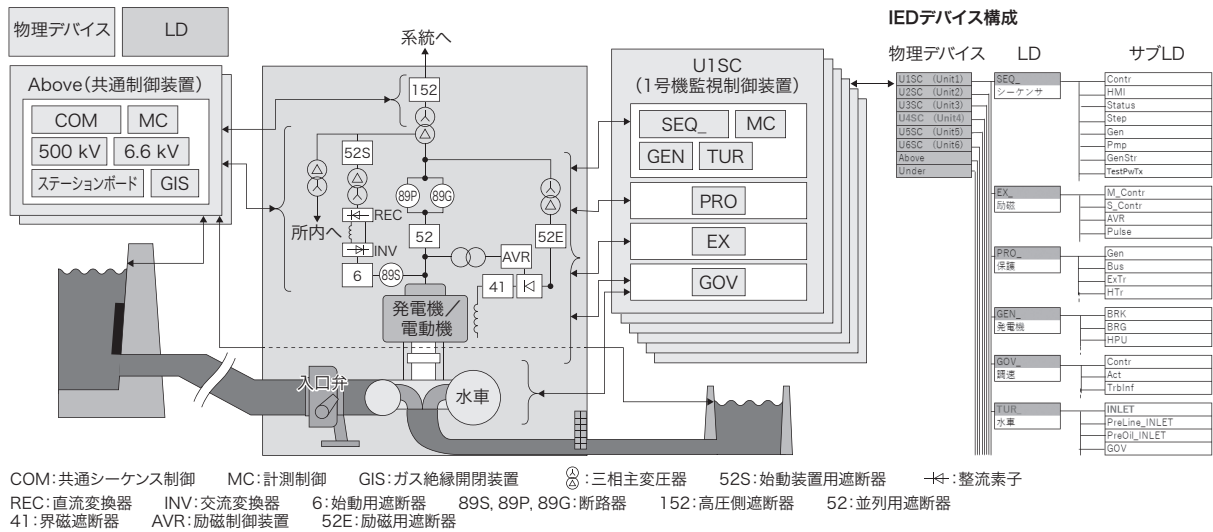 物理デバイス
LD
Above(共通制御装置)
COM
MC
500 kV
6.6 kV
ステーションボード
GIS
系統へ
152
52S
REC
INV
6
89S
所内へ
89P
89G
52
52E
AVR
41
発電機/
電動機
入口弁
水車
U1SC
(1号機監視制御装置)
SEQ_
MC
GEN
TUR
PRO
EX
GOV
IEDデバイス構成
物理デバイス
LD
サブLD
U1SC (Unit1)
U2SC (Unit2)
U3SC (Unit3)
U4SC (Unit4)
U5SC (Unit5)
U6SC (Unit6)
Above
Under
SEQ_
シーケンサ
Contr
HMI
Status
Step
Gen
Pmp
GenStr
TestPwTx
EX_
励磁
M_Contr
S_Contr
AVR
Pulse
PRO_
保護
Gen
Bus
ExTr
HTr
GEN_
発電機
BRK
BRG
HPU
GOV_
調速
Contr
Act
TrbInf
TUR_
水車
INLET
PreLine_INLET
PreOil_INLET
GOV
COM:共通シーケンス制御 MC:計測制御 GIS:ガス絶縁開閉装置 :三相主変圧器 52S:始動装置用遮断器 :整流素子
REC:直流変換器 INV:交流変換器 6:始動用遮断器 89S, 89P, 89G:断路器 152:高圧側遮断器 52:並列用遮断器
41:界磁遮断器 AVR:励磁制御装置 52E:励磁用遮断器